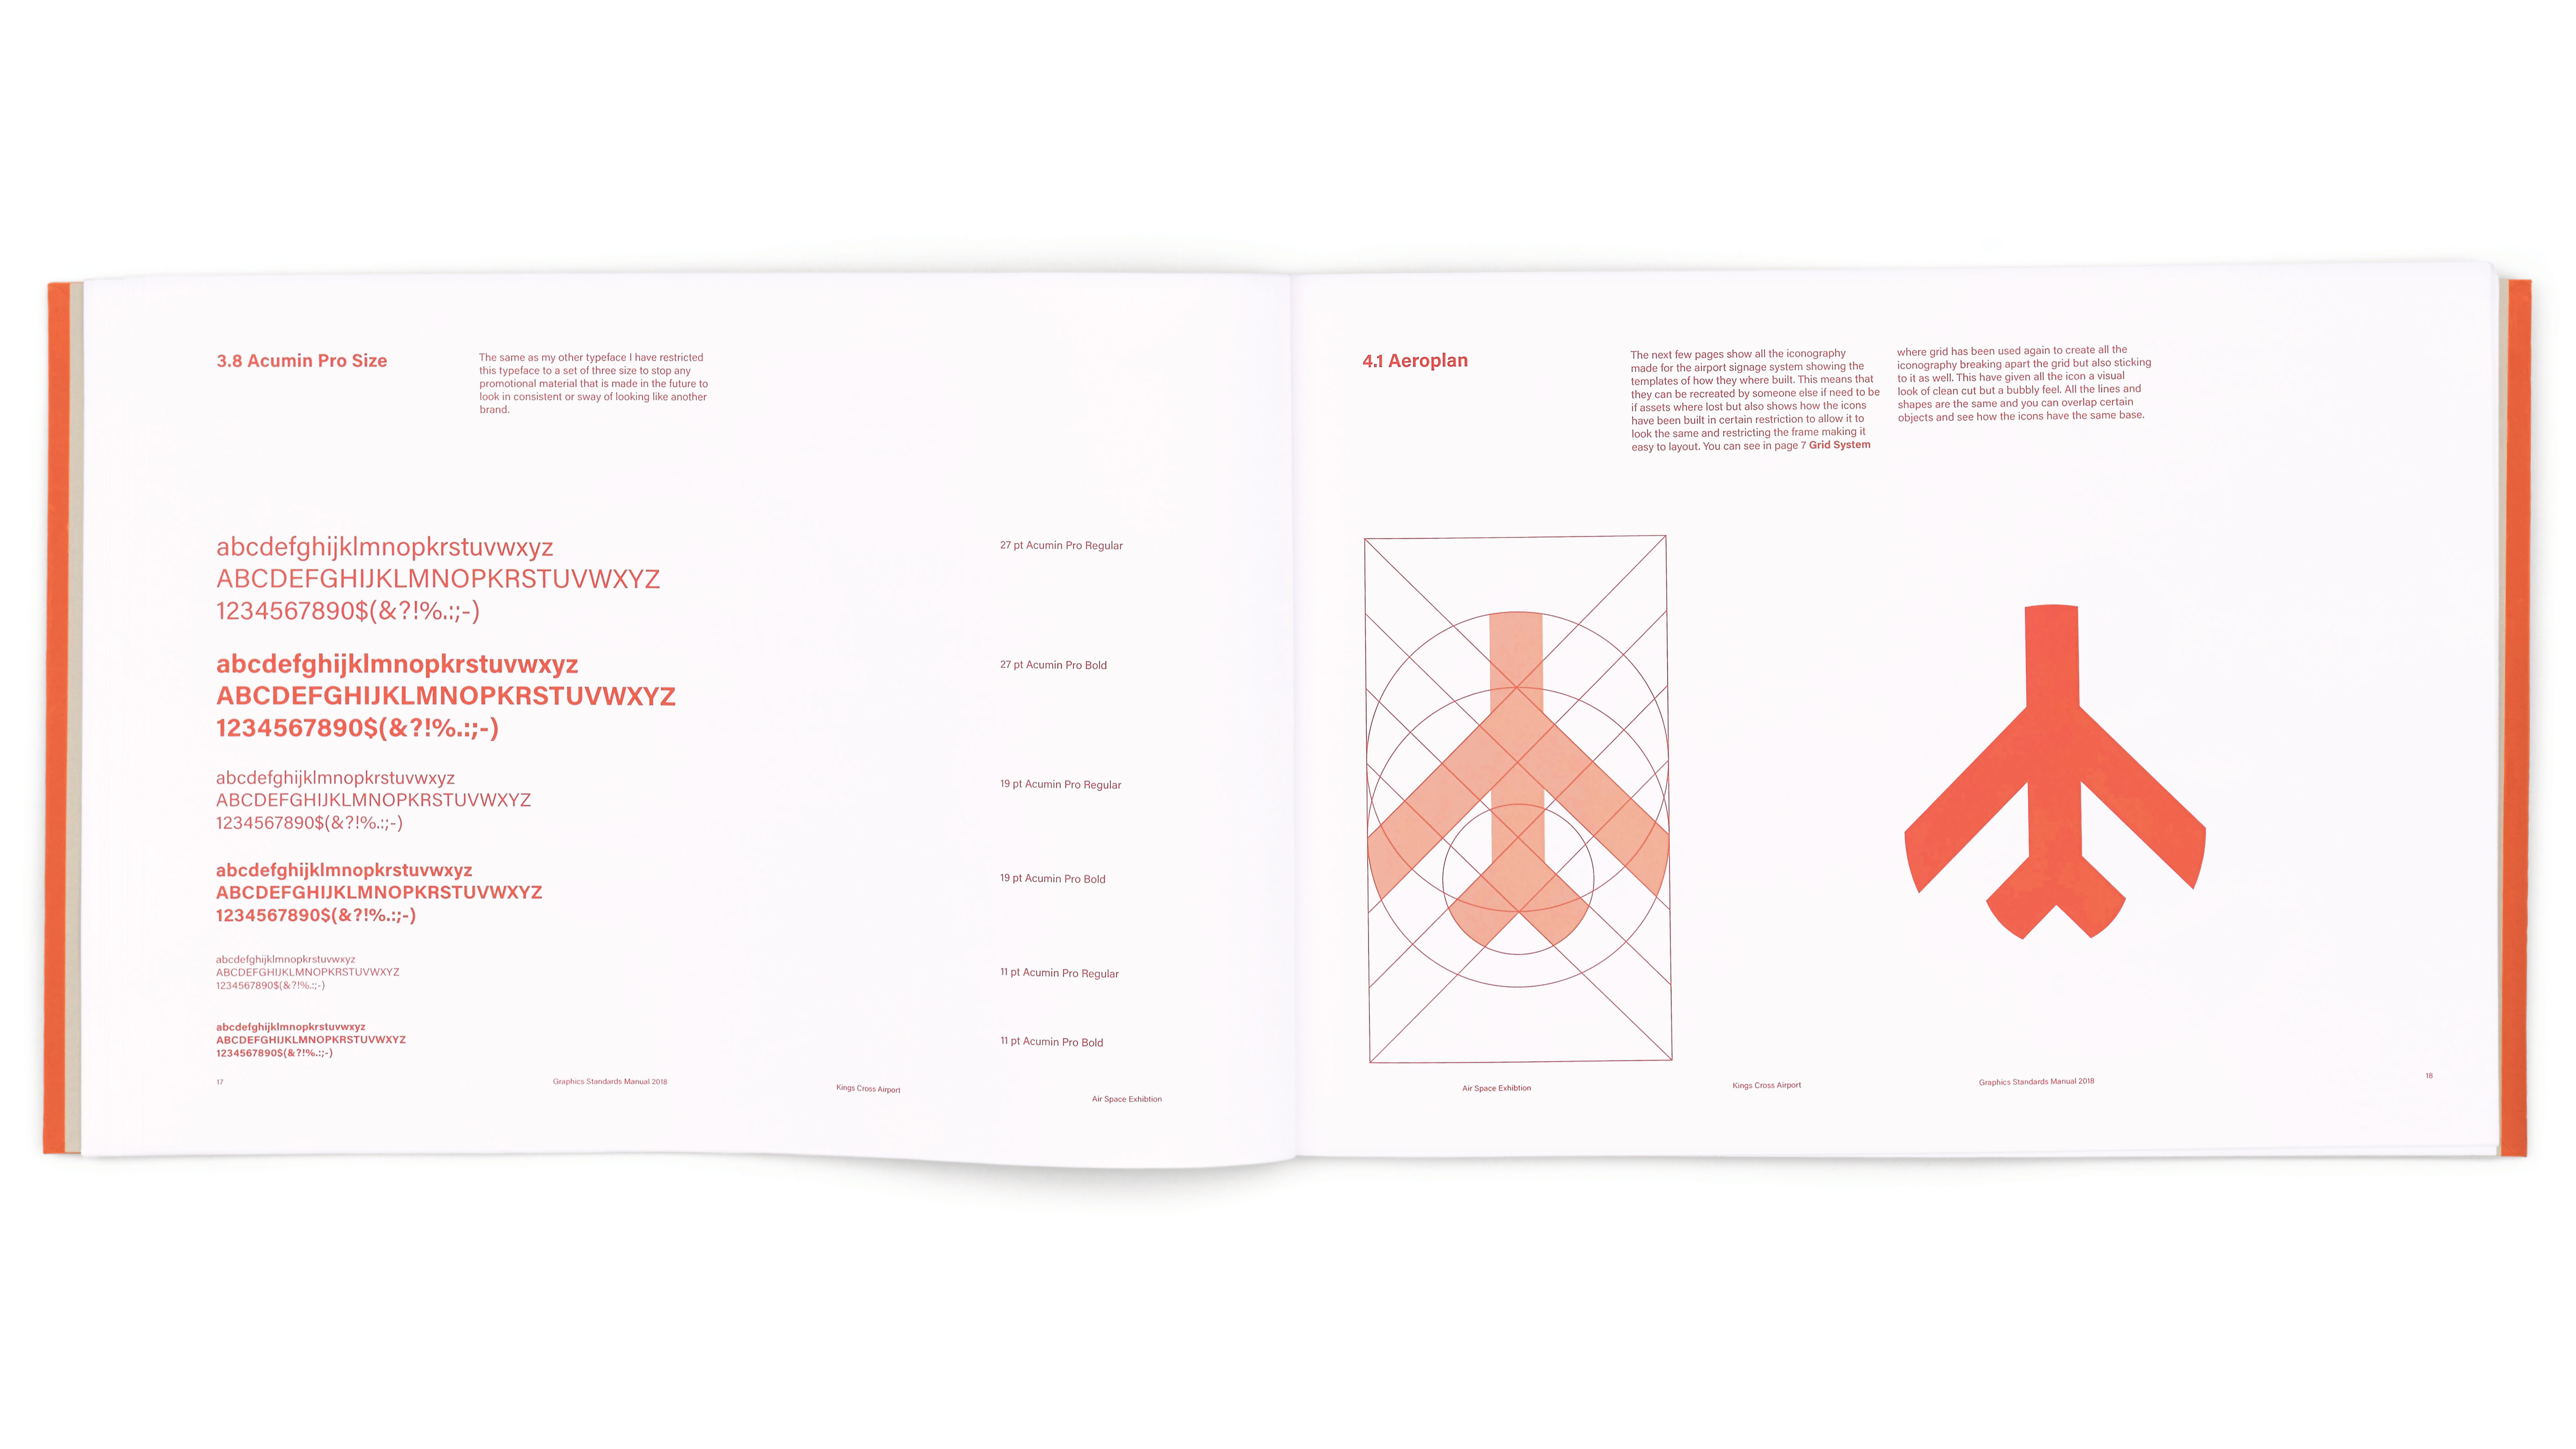 3.8 Acumin Pro Size
The same as my other typeface I have restricted
this typeface to a set of three size to stop any
promotional material that is made in the future to
look in consistent or sway of looking like another
brand.
abcdefghijklmnopkrstuvwxyz
ABCDEFGHIJKLMNOPKRSTUVWXYZ
1234567890$(&?!%.:;-)
27 pt Acumin Pro Regular
abcdefghijklmnopkrstuvwxyz
ABCDEFGHIJKLMNOPKRSTUVWXYZ
1234567890$(&?!%.:;-)
27 pt Acumin Pro Bold
abcdefghijklmnopkrstuvwxyz
ABCDEFGHIJKLMNOPKRSTUVWXYZ
1234567890$(&?!%.:;-)
19 pt Acumin Pro Regular
abcdefghijklmnopkrstuvwxyz
ABCDEFGHIJKLMNOPKRSTUVWXYZ
1234567890$(&?!%.:;-)
19 pt Acumin Pro Bold
abcdefghijklmnopkrstuvwxyz
ABCDEFGHIJKLMNOPKRSTUVWXYZ
1234567890$(&?!%.:;-)
11 pt Acumin Pro Regular
abcdefghijklmnopkrstuvwxyz
ABCDEFGHIJKLMNOPKRSTUVWXYZ
1234567890$(&?!%.:;-)
11 pt Acumin Pro Bold
17
Graphics Standards Manual 2018
Kings Cross Airport
Air Space Exhibtion
4.1 Aeroplan
The next few pages show all the iconography
made for the airport signage system showing the
templates of how they where built. This means that
they can be recreated by someone else if need to be
if assets where lost but also shows how the icons
have been built in certain restriction to allow it to
look the same and restricting the frame making it
easy to layout. You can see in page 7 Grid System
where grid has been used again to create all the
iconography breaking apart the grid but also sticking
to it as well. This have given all the icon a visual
look of clean cut but a bubbly feel. All the lines and
shapes are the same and you can overlap certain
objects and see how the icons have the same base.
Air Space Exhibtion
Kings Cross Airport
Graphics Standards Manual 2018
18